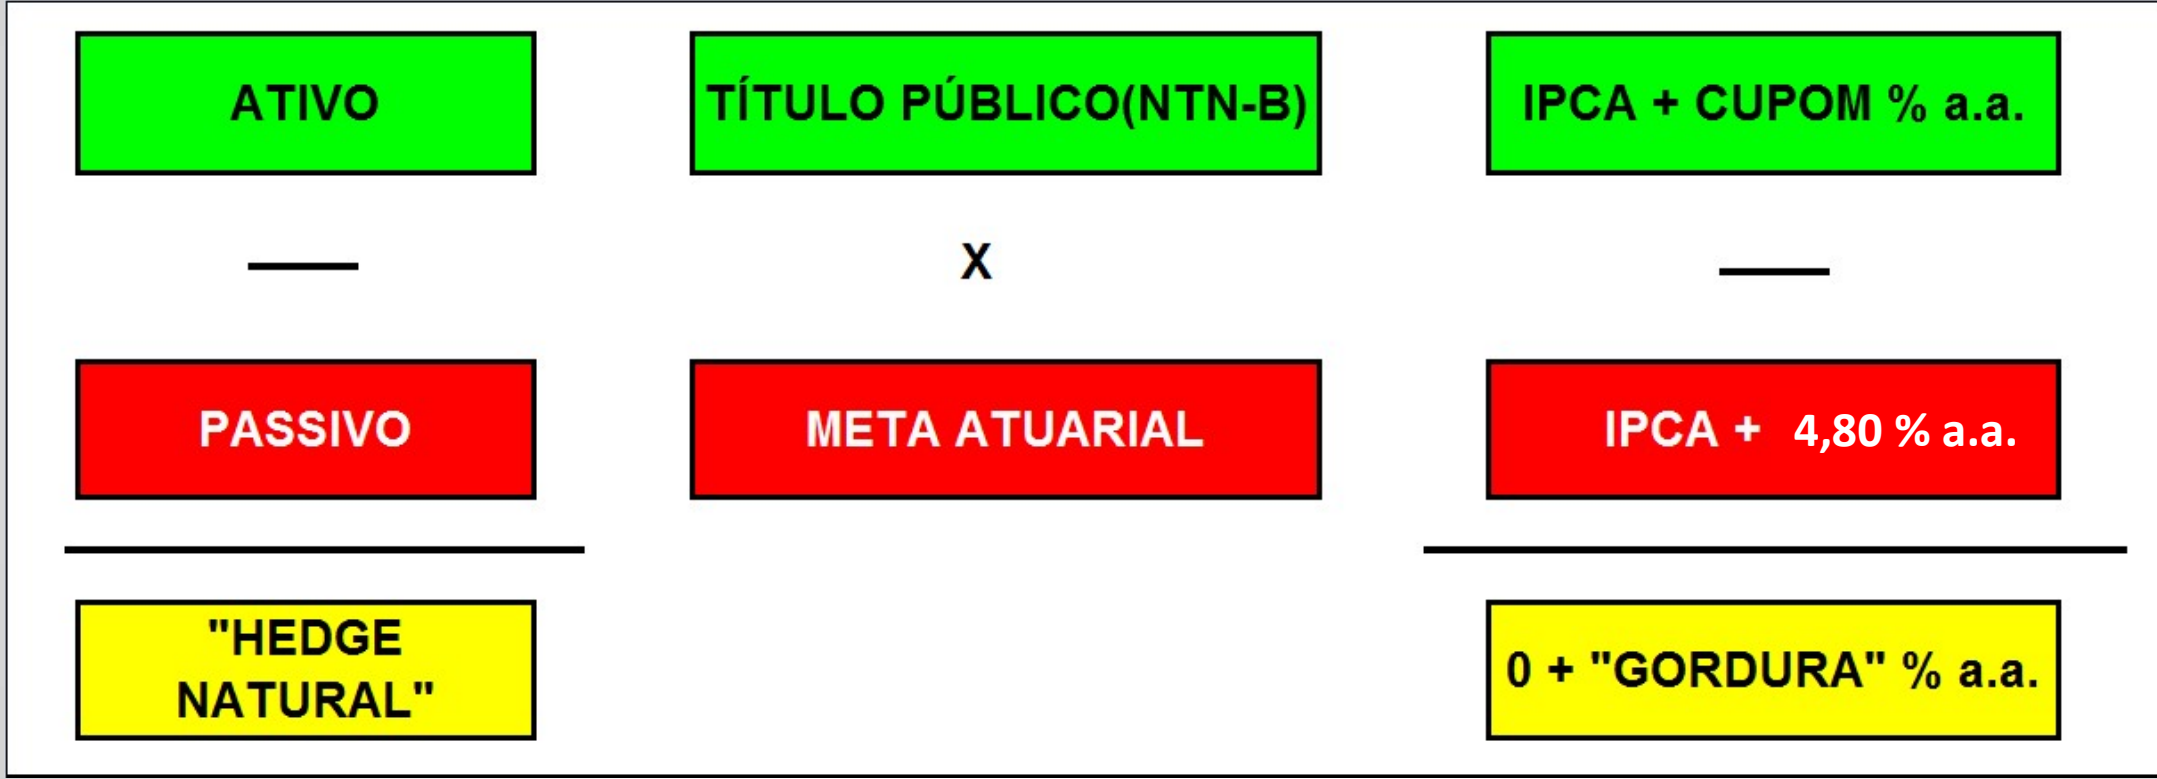 ATIVO
TÍTULO PÚBLICO(NTN-B)
IPCA + CUPOM % a.a.
X
PASSIVO
META ATUARIAL
IPCA + 4,80 % a.a.
"HEDGE
NATURAL"
0 + "GORDURA" % a.a.